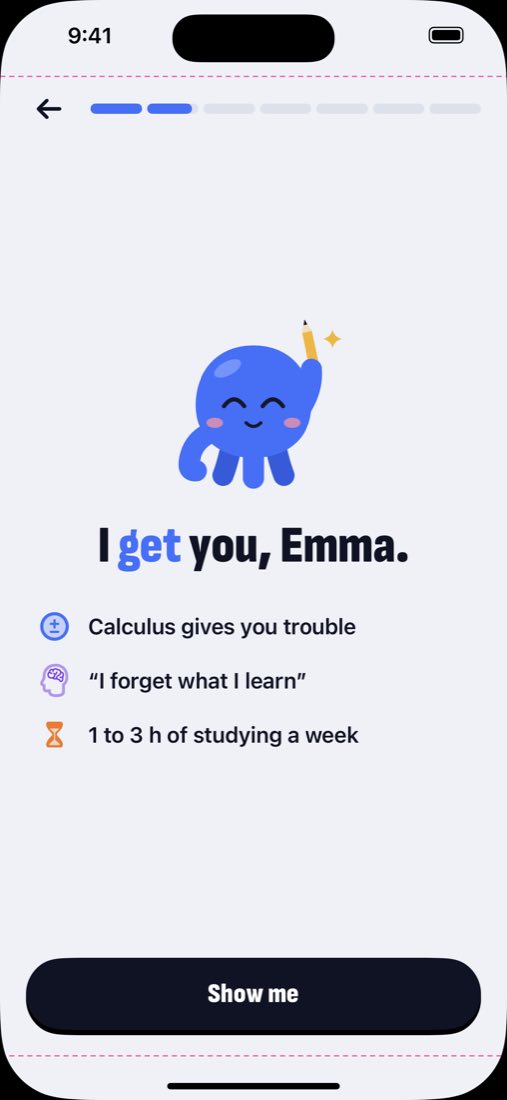 9:41
I get you, Emma.
Calculus gives you trouble
“I forget what I learn”
1 to 3 h of studying a week
Show me